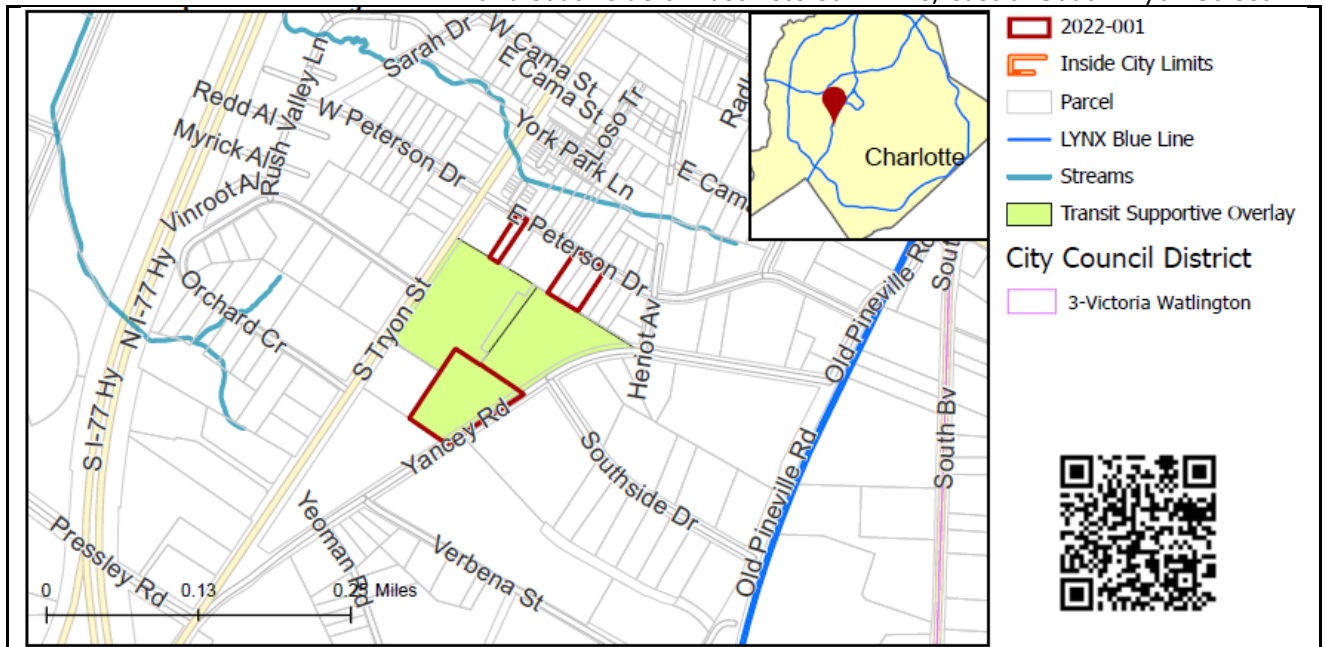 Sarah Dr
W Cama St
E Cama St
Loso Tr
Redd Al
Rush Valley Ln
W Peterson Dr
Myrick Al
York Park Ln
Vinroot Al
E Peterson Dr
Charlotte
N I-77 Hy
Orchard Cr
S Tryon St
Heriot Av
Old Pineville Rd
S I-77 Hy
Yancey Rd
Southside Dr
South Bv
Old Pineville Rd
Pressley Rd
Yeoman Rd
Verbena St
0 0.13 0.25 Miles
2022-001
Inside City Limits
Parcel
LYNX Blue Line
Streams
Transit Supportive Overlay
City Council District
3-Victoria Watlington